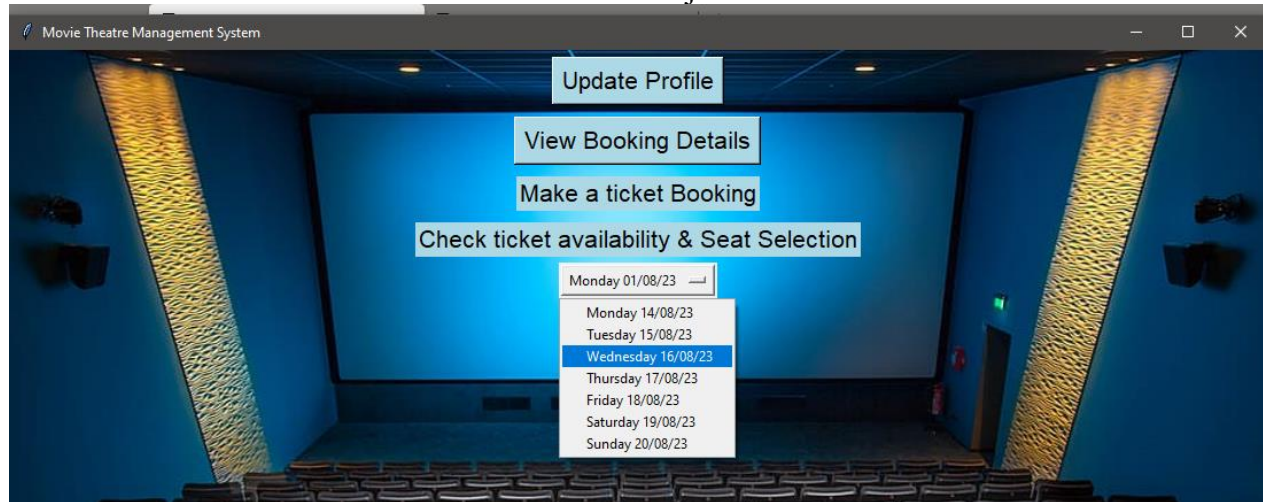 Movie Theatre Management System
Update Profile
View Booking Details
Make a ticket Booking
Check ticket availability & Seat Selection
Monday 01/08/23
Monday 14/08/23
Tuesday 15/08/23
Wednesday 16/08/23
Thursday 17/08/23
Friday 18/08/23
Saturday 19/08/23
Sunday 20/08/23